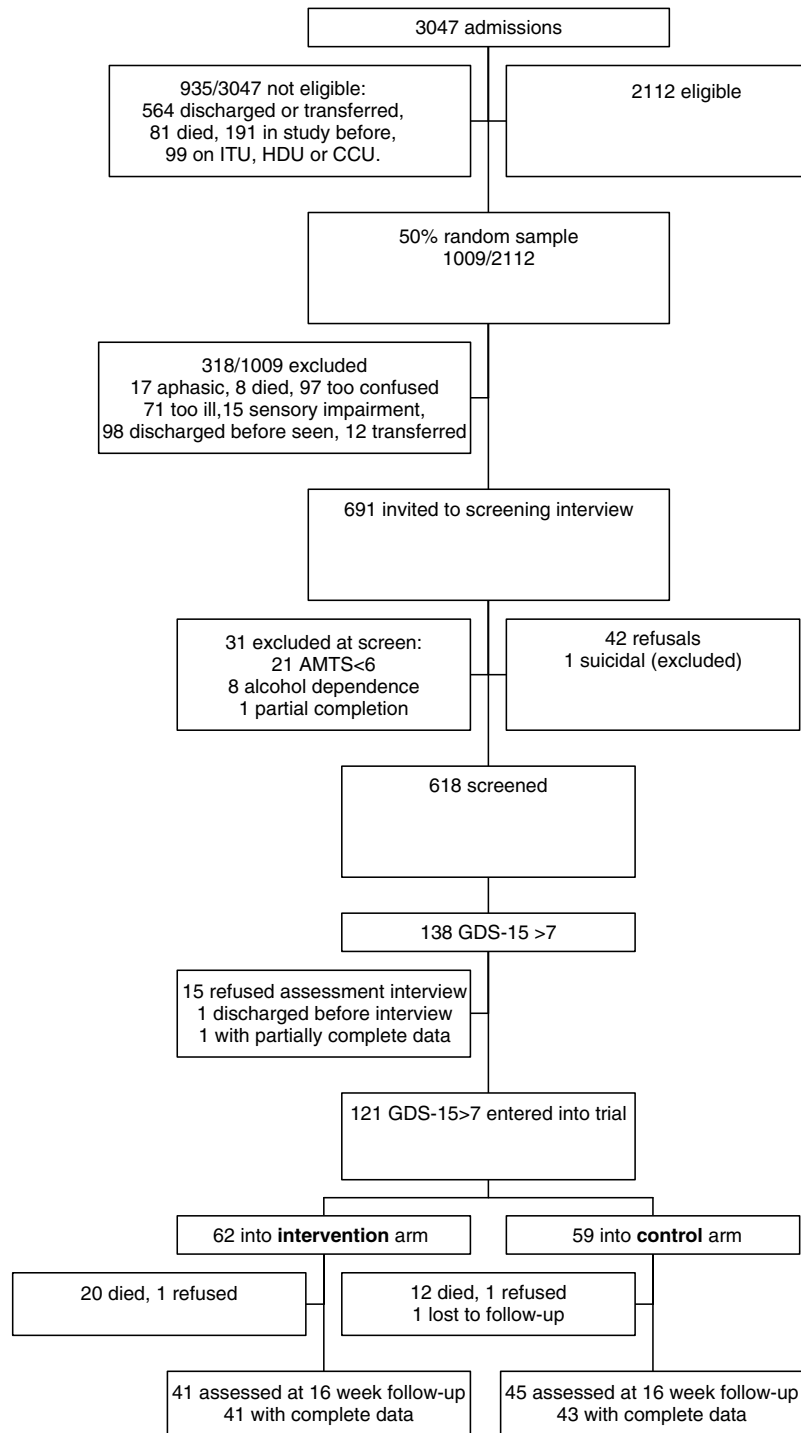 3047 admissions
935/3047 not eligible:
564 discharged or transferred,
81 died, 191 in study before,
99 on ITU, HDU or CCU.
2112 eligible
50% random sample
1009/2112
318/1009 excluded
17 aphasic, 8 died, 97 too confused
71 too ill,15 sensory impairment,
98 discharged before seen, 12 transferred
691 invited to screening interview
31 excluded at screen:
21 AMTS<6
8 alcohol dependence
1 partial completion
42 refusals
1 suicidal (excluded)
618 screened
138 GDS-15 >7
15 refused assessment interview
1 discharged before interview
1 with partially complete data
121 GDS-15>7 entered into trial
62 into intervention arm
59 into control arm
20 died, 1 refused
12 died, 1 refused
1 lost to follow-up
41 assessed at 16 week follow-up
41 with complete data
45 assessed at 16 week follow-up
43 with complete data